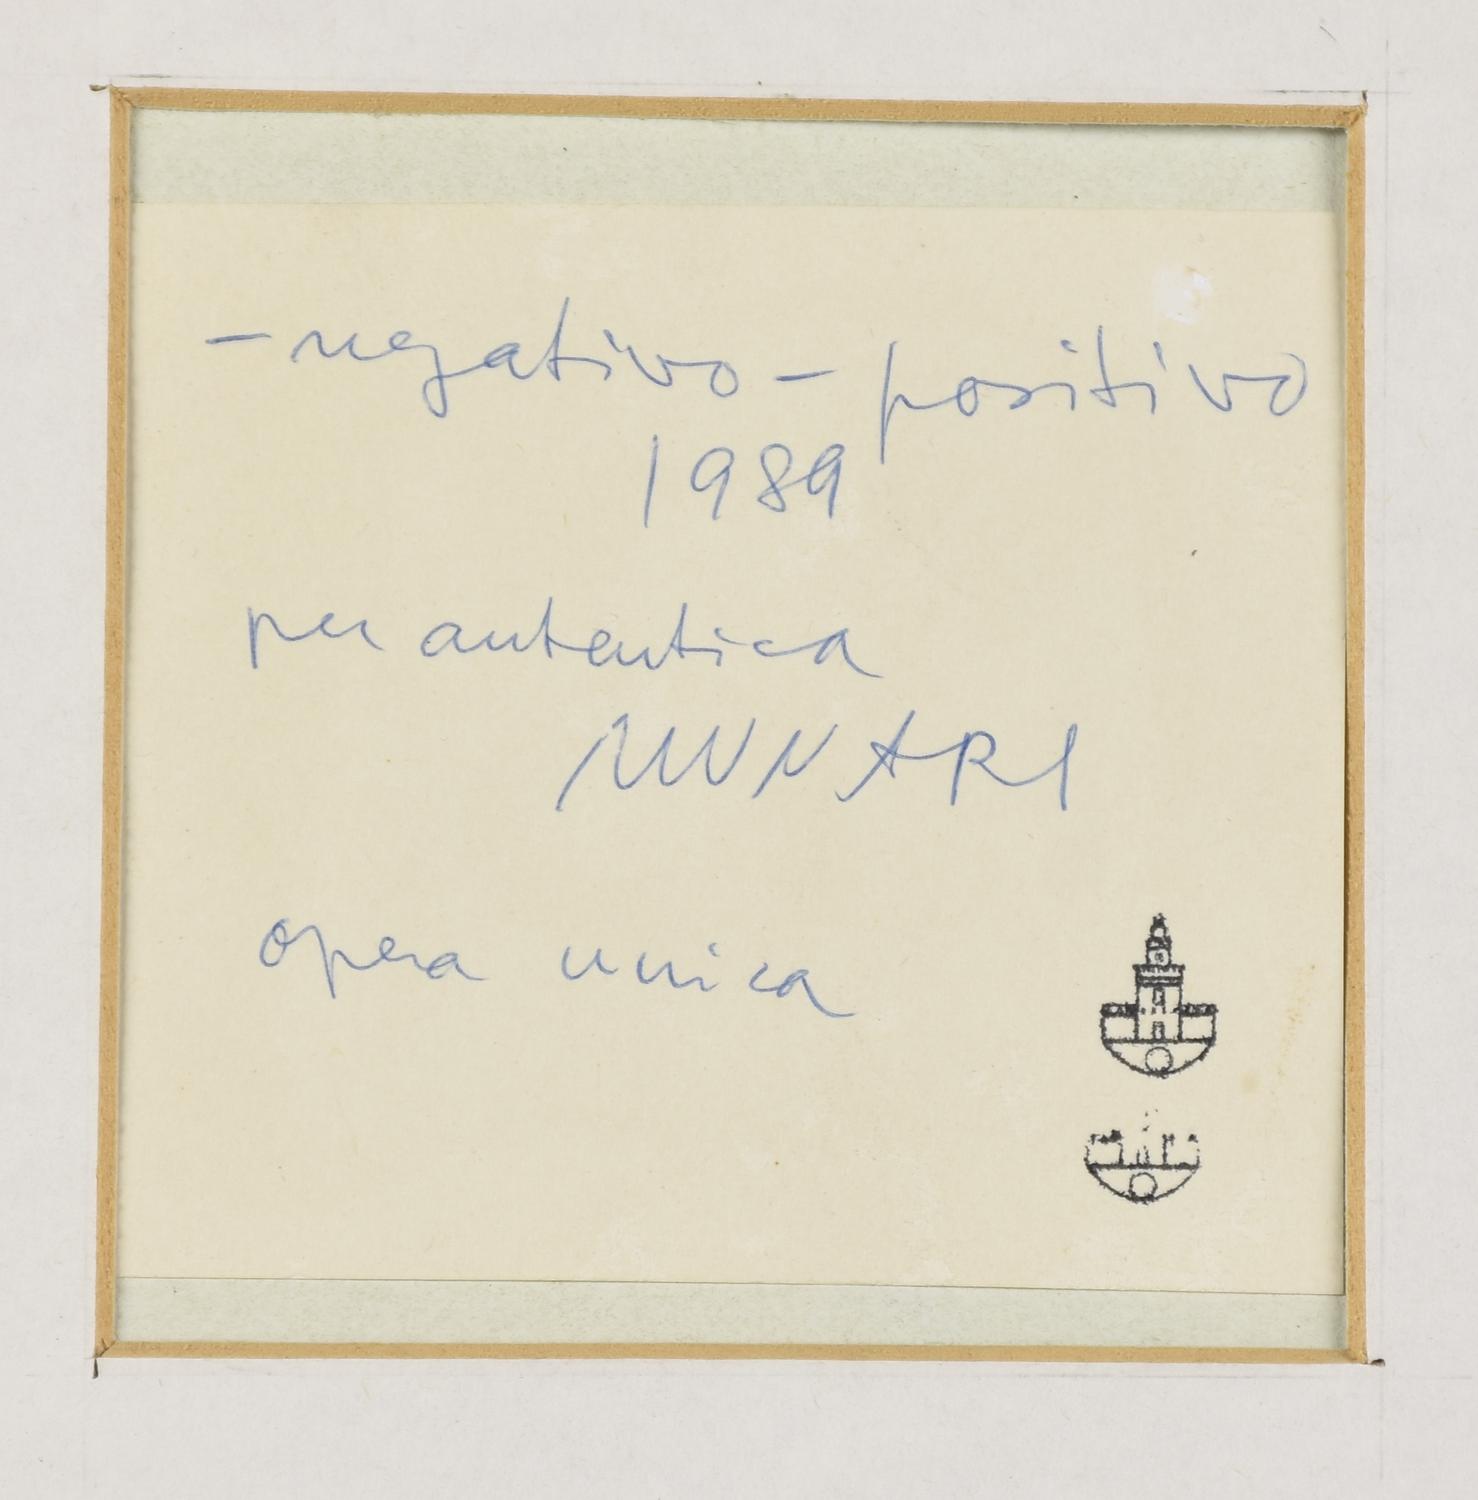 - negativo - positivo
1989
per autentica
MUNARI
opera unica